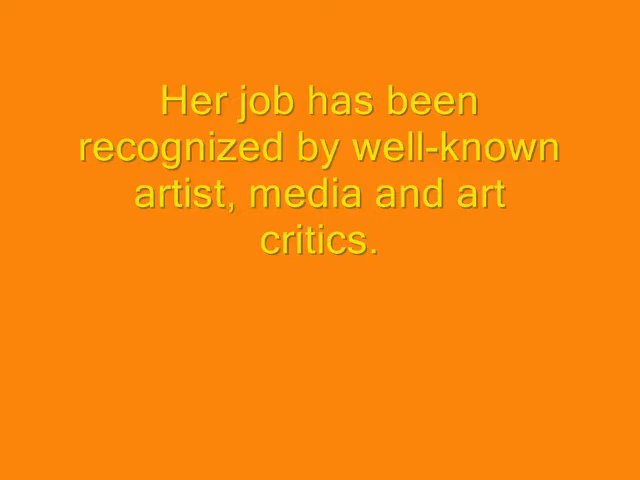 Her job has been
recognized by well-known
artist, media and art
critics.